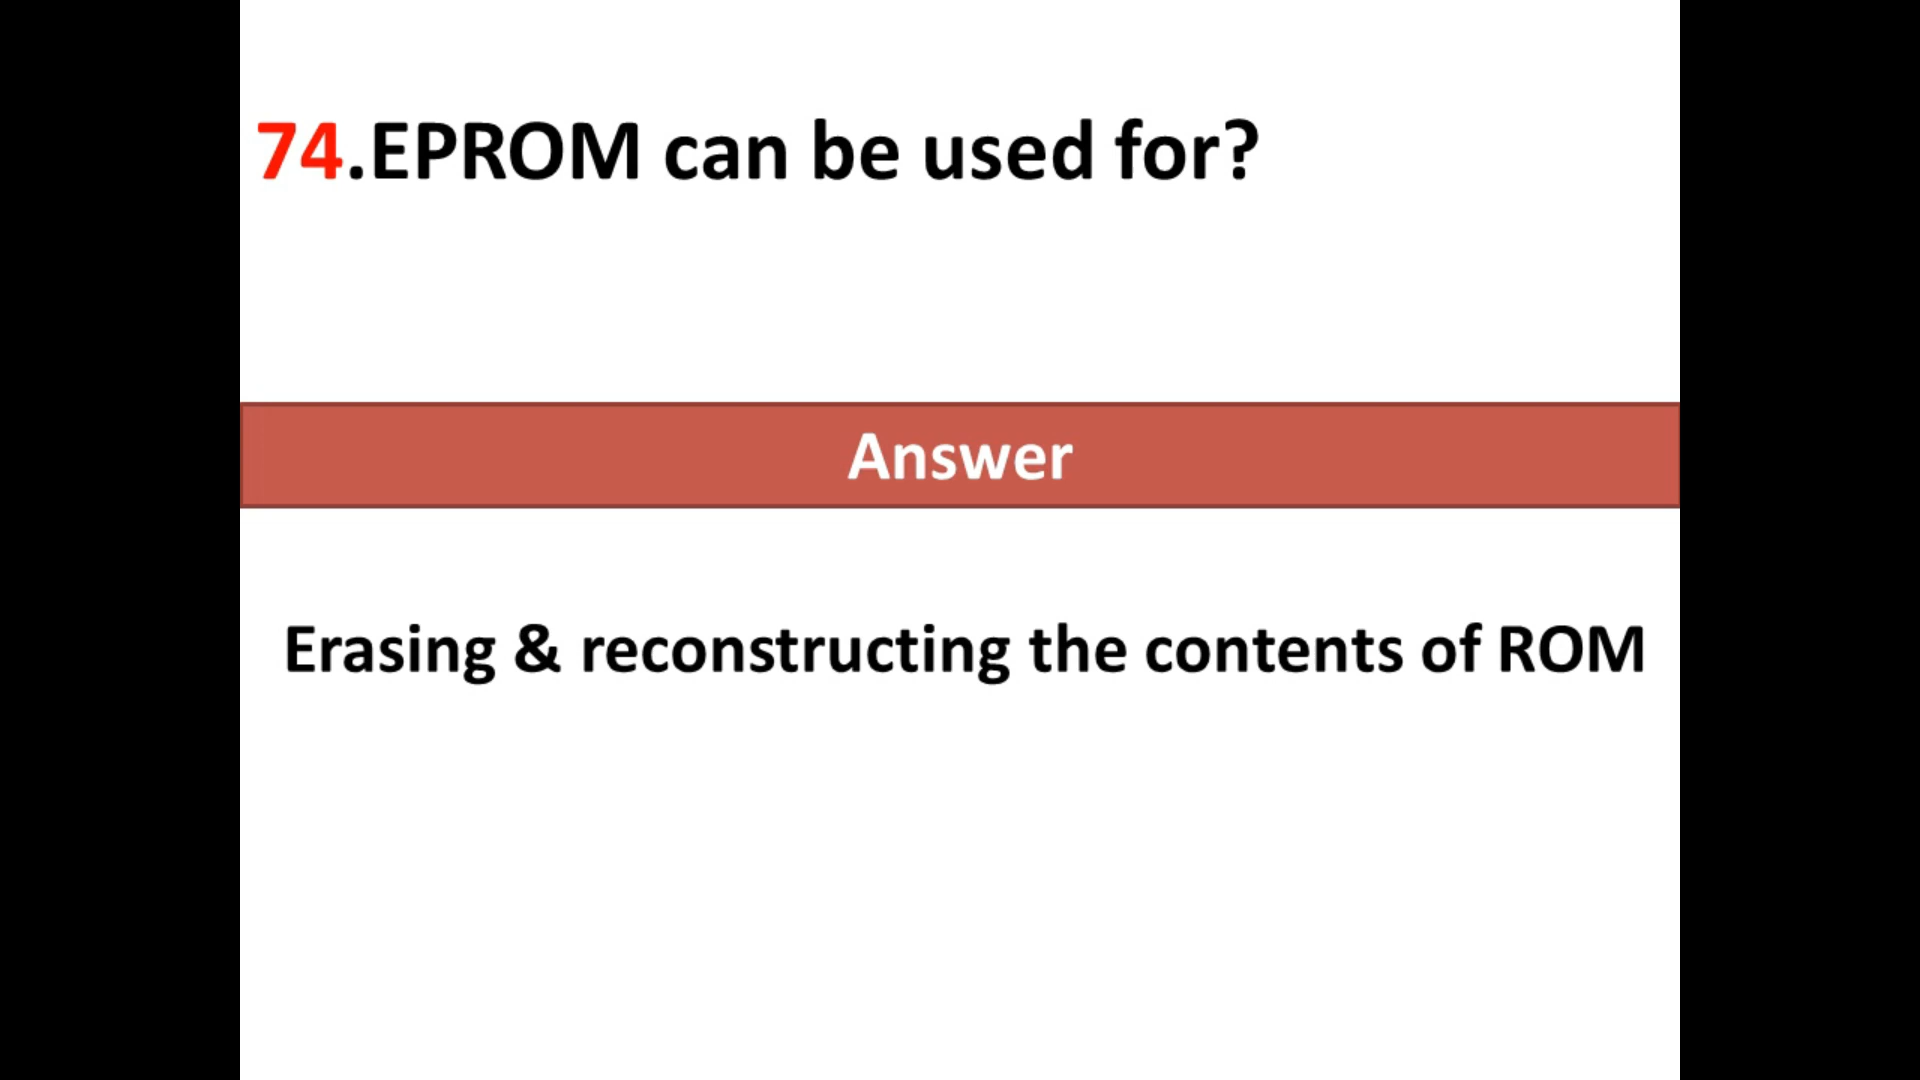 74.EPROM can be used for?
Answer
Erasing & reconstructing the contents of ROM